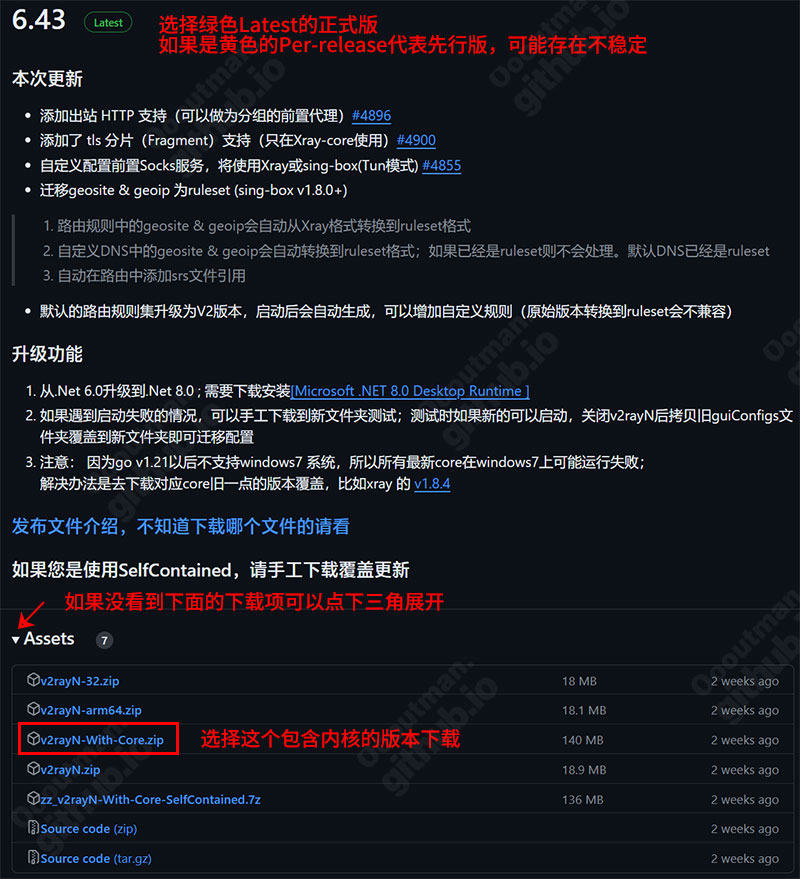 6.43 Latest
选择绿色Latest的正式版
如果是黄色的Per-release代表先行版，可能存在不稳定
本次更新
• 添加出站 HTTP 支持（可以做为分组的前置代理）#4896
• 添加了 tls 分片（Fragment）支持（只在Xray-core使用）#4900
• 自定义配置前置Socks服务，将使用Xray或sing-box(Tun模式) #4855
• 迁移geosite & geoip 为ruleset (sing-box v1.8.0+)
1. 路由规则中的geosite & geoip会自动从Xray格式转换到ruleset格式
2. 自定义DNS中的geosite & geoip会自动转换到ruleset格式；如果已经是ruleset则不会处理。默认DNS已经是ruleset
3. 自动在路由中添加srs文件引用
• 默认的路由规则集升级为V2版本，启动后会自动生成，可以增加自定义规则（原始版本转换到ruleset会不兼容）
升级功能
1. 从.Net 6.0升级到.Net 8.0 ; 需要下载安装[Microsoft .NET 8.0 Desktop Runtime ]
2. 如果遇到启动失败的情况，可以手工下载到新文件夹测试；测试时如果新的可以启动，关闭v2rayN后拷贝旧guiConfigs文
件夹覆盖到新文件夹即可迁移配置
3. 注意： 因为go v1.21以后不支持windows7 系统，所以所有最新core在windows7上可能运行失败；
解决办法是去下载对应core旧一点的版本覆盖，比如xray 的 v1.8.4
发布文件介绍，不知道下载哪个文件的请看
如果您是使用SelfContained，请手工下载覆盖更新
如果没看到下面的下载项可以点下三角展开
▾ Assets 7
v2rayN-32.zip 18 MB 2 weeks ago
v2rayN-arm64.zip 18.1 MB 2 weeks ago
v2rayN-With-Core.zip 选择这个包含内核的版本下载 140 MB 2 weeks ago
v2rayN.zip 18.9 MB 2 weeks ago
zz_v2rayN-With-Core-SelfContained.7z 136 MB 2 weeks ago
Source code (zip) 2 weeks ago
Source code (tar.gz) 2 weeks ago
Oooutman.
github.io